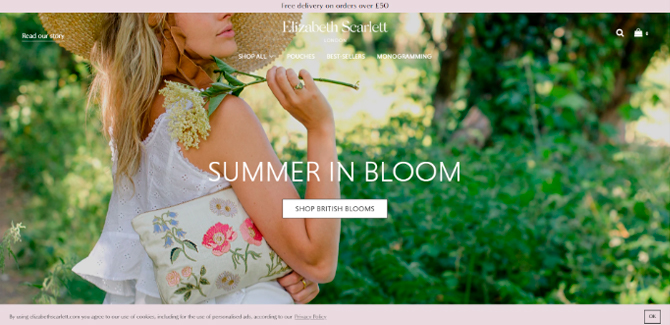 Free delivery on orders over £50
Read our story
Elizabeth Scarlett
0
SHOP ALL
POUCHES
BEST SELLERS
MONOGRAMMING
SUMMER IN BLOOM
SHOP BRITISH BLOOMS
By using elizabethscarlett.com you agree to our use of cookies, including for the use of personalised ads, according to our Privacy Policy
OK